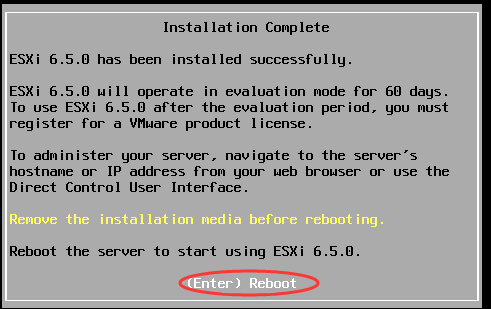 Installation Complete
ESXi 6.5.0 has been installed successfully.
ESXi 6.5.0 will operate in evaluation mode for 60 days.
To use ESXi 6.5.0 after the evaluation period, you must
register for a VMware product license.
To administer your server, navigate to the server's
hostname or IP address from your web browser or use the
Direct Control User Interface.
Remove the installation media before rebooting.
Reboot the server to start using ESXi 6.5.0.
(Enter) Reboot